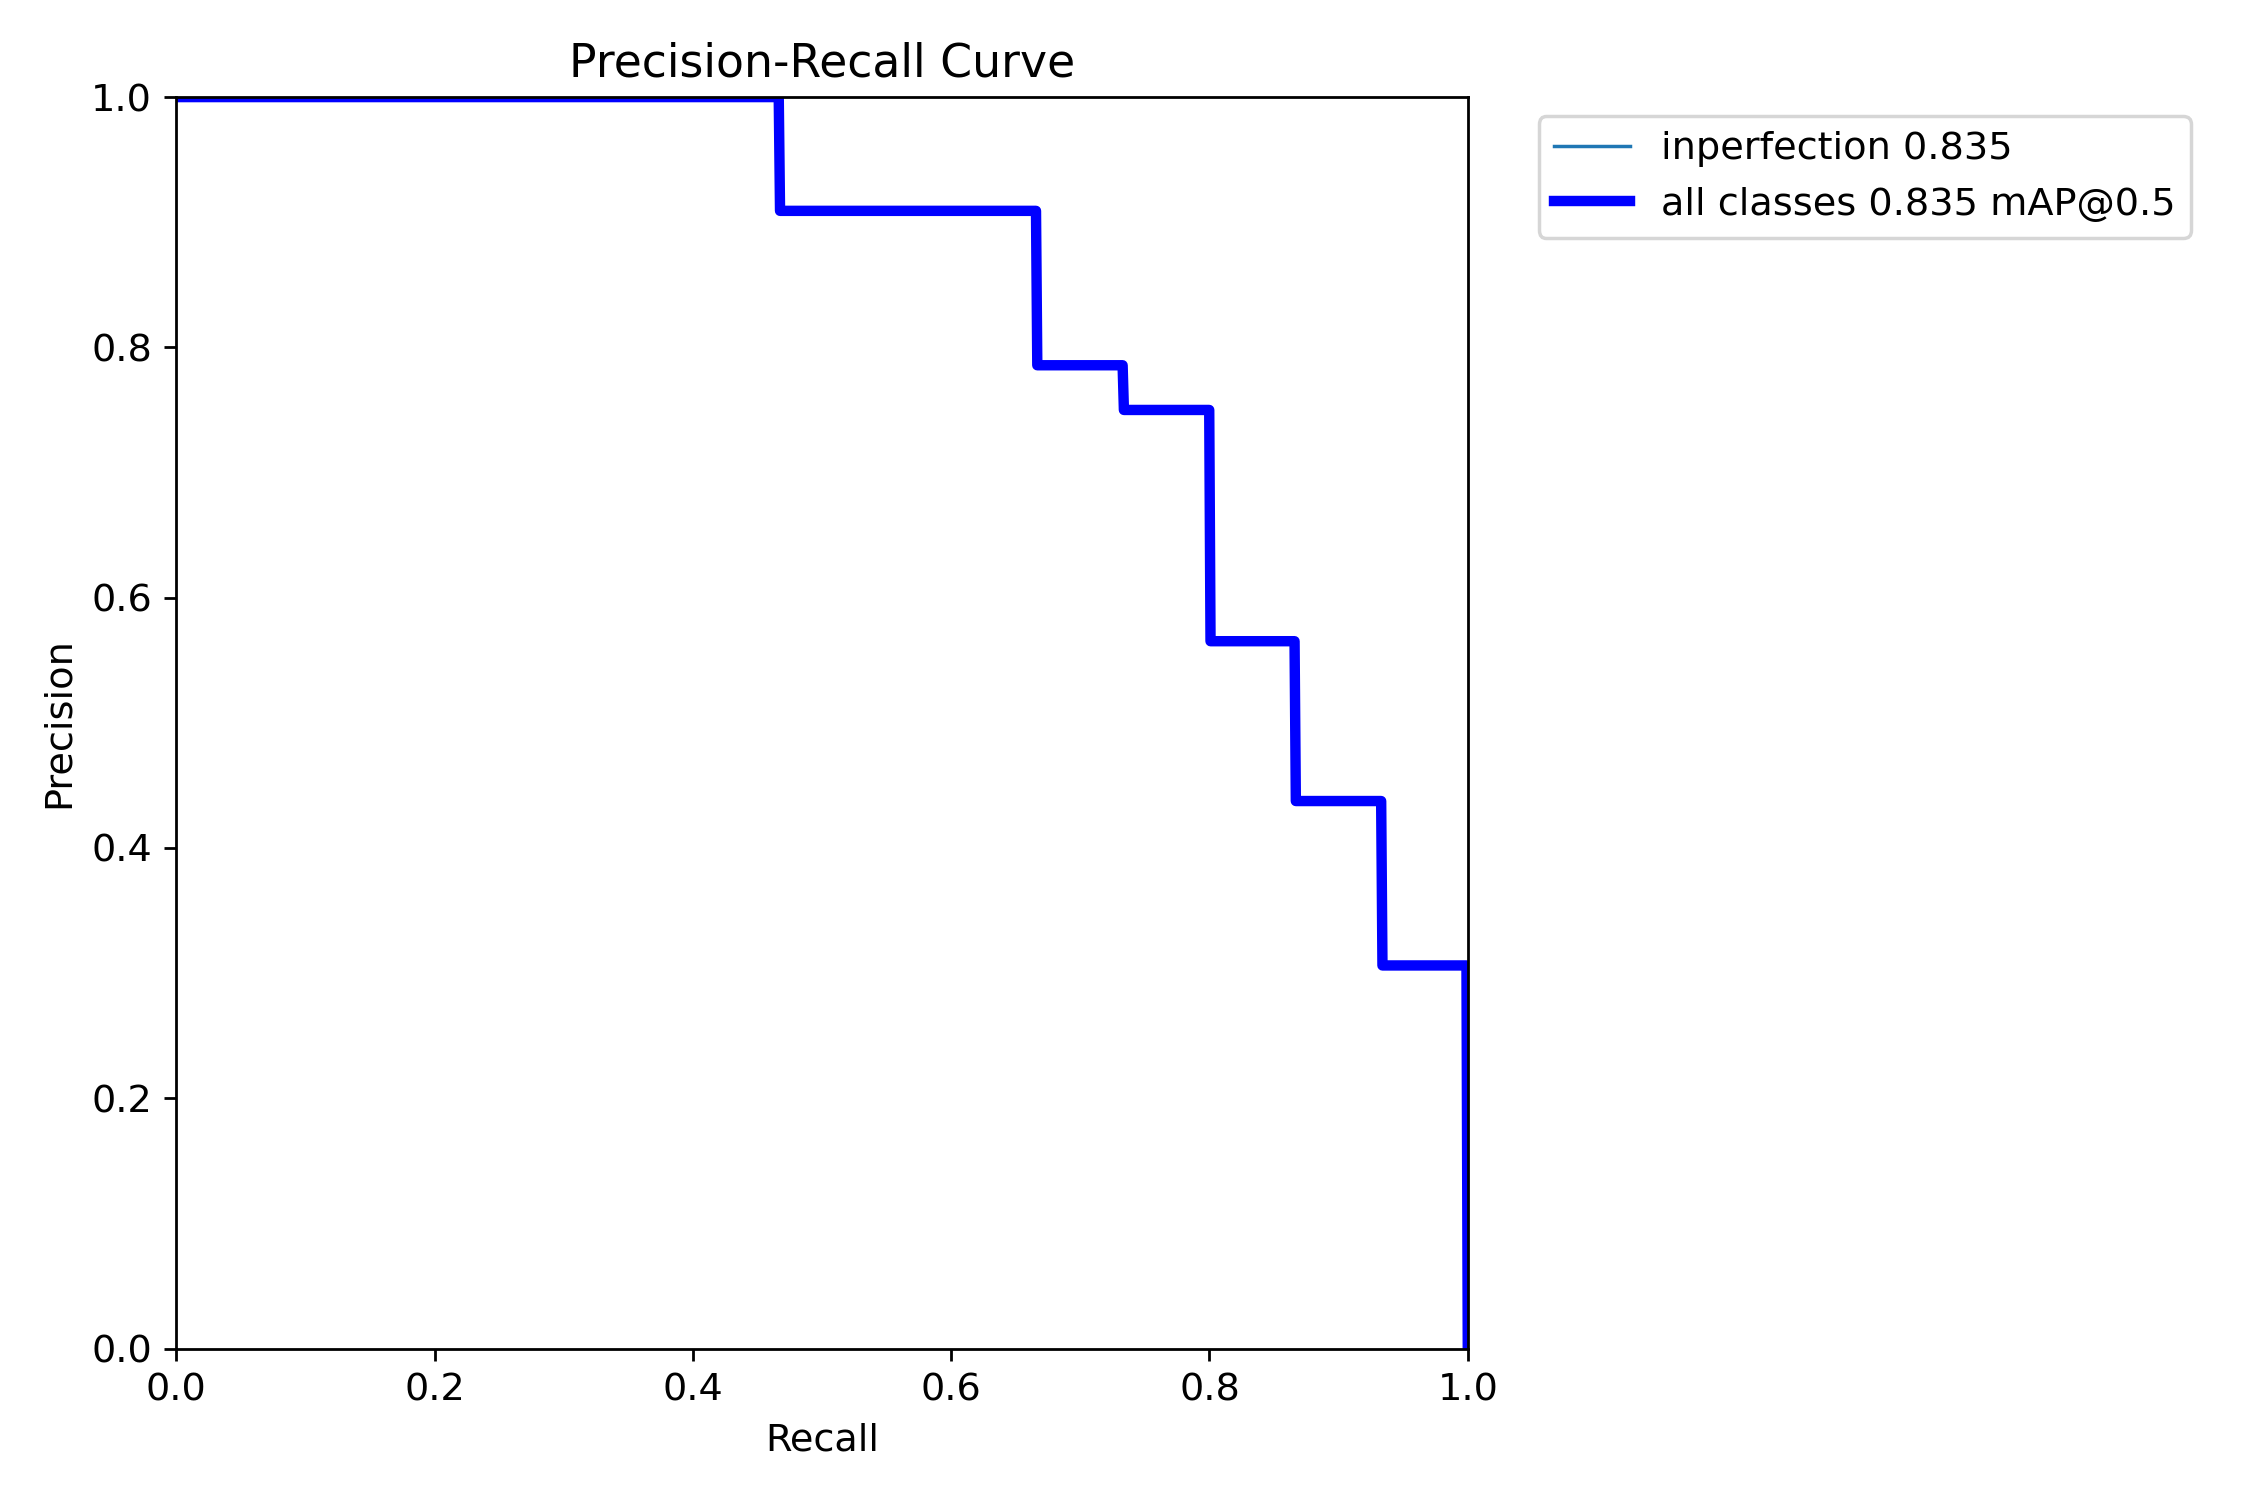 Precision-Recall Curve
1.0
0.8
0.6
0.4
0.2
0.0
Precision
0.0 0.2 0.4 0.6 0.8 1.0
Recall
inperfection 0.835
all classes 0.835 mAP@0.5